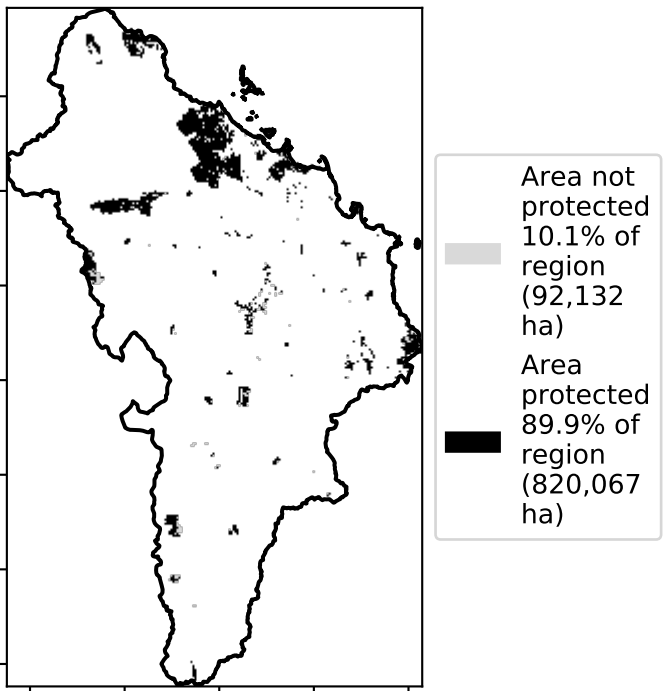 Area not
protected
10.1% of
region
(92,132
ha)
Area
protected
89.9% of
region
(820,067
ha)